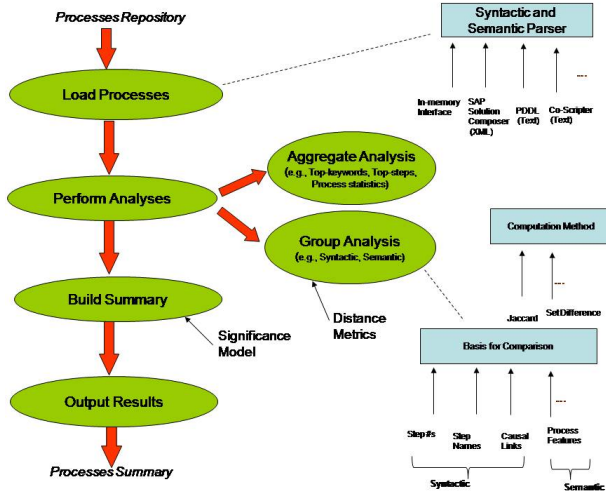 Processes Repository
Load Processes
Perform Analyses
Build Summary
Output Results
Processes Summary
Aggregate Analysis
(e.g., Top-keywords, Top-steps,
Process statistics)
Group Analysis
(e.g., Syntactic, Semantic)
Significance
Model
Distance
Metrics
Syntactic and
Semantic Parser
In-memory
Interface
SAP
Solution
Composer
(XML)
PDDL
(Text)
Co-Scripter
(Text)
Computation Method
Jaccard
Set Difference
Basis for Comparison
Step #s
Step
Names
Causal
Links
Process
Features
Syntactic
Semantic